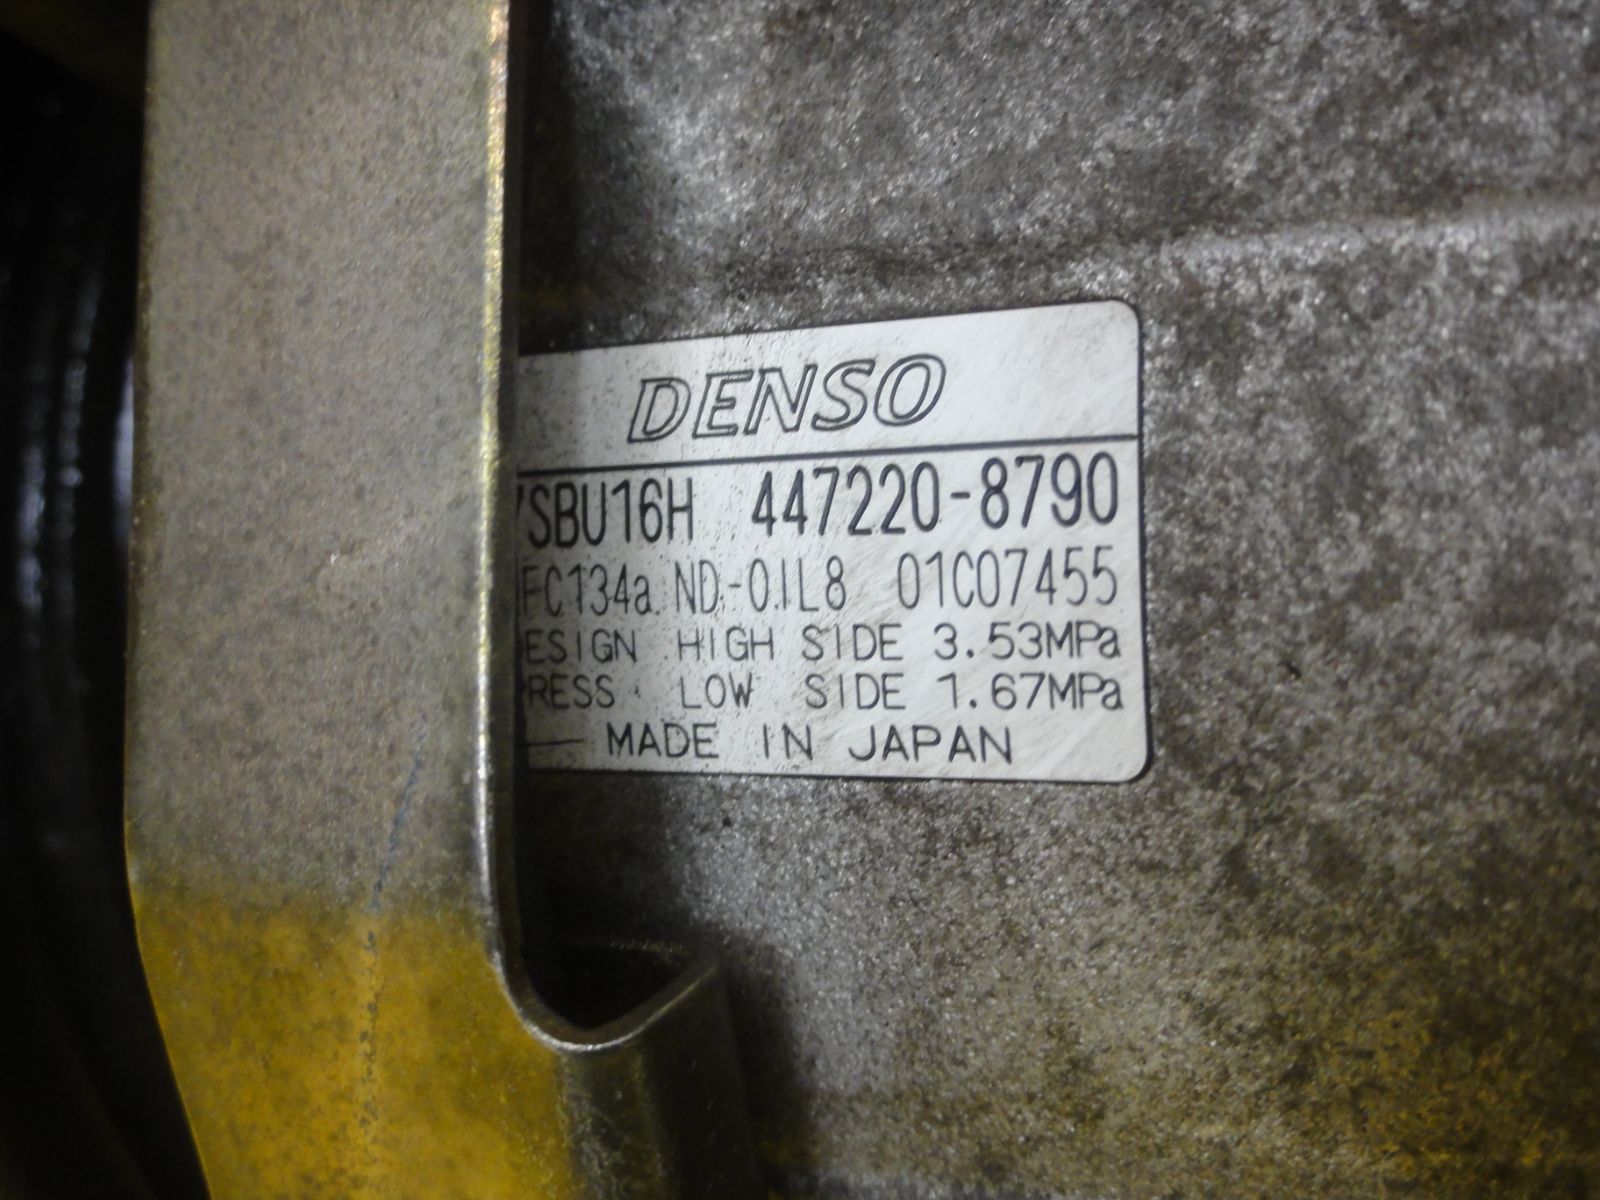 DENSO
7SBU16H 447220-8790
FC134a ND-OIL8 01C07455
ESIGN HIGH SIDE 3.53MPa
RESS LOW SIDE 1.67MPa
MADE IN JAPAN